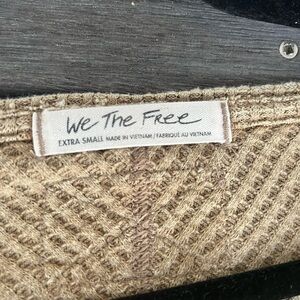 We The Free
EXTRA SMALL MADE IN VIETNAM / FABRIQUÉ AU VIETNAM